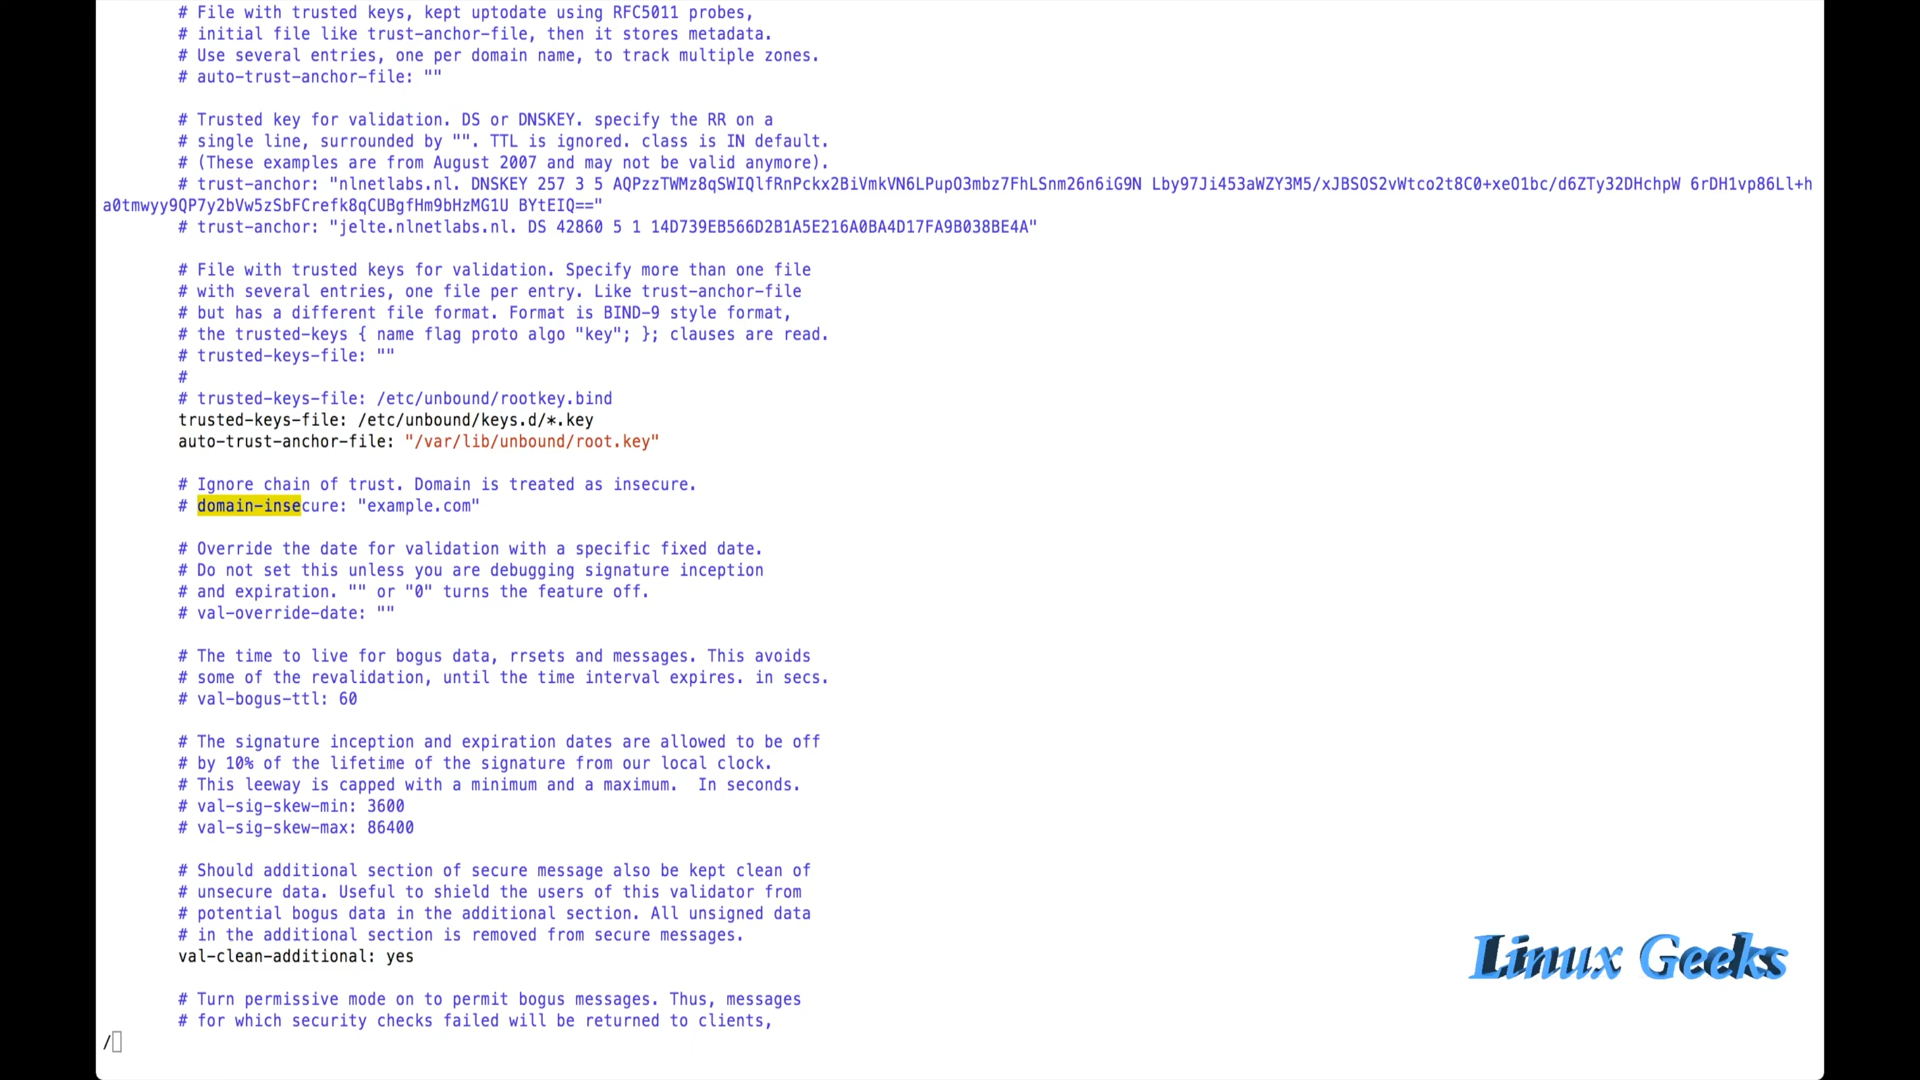 # File with trusted keys, kept uptodate using RFC5011 probes,
# initial file like trust-anchor-file, then it stores metadata.
# Use several entries, one per domain name, to track multiple zones.
# auto-trust-anchor-file: ""
# Trusted key for validation. DS or DNSKEY. specify the RR on a
# single line, surrounded by "". TTL is ignored. class is IN default.
# (These examples are from August 2007 and may not be valid anymore).
# trust-anchor: "nlnetlabs.nl. DNSKEY 257 3 5 AQPzzTWMz8qSWIQlfRnPckx2BiVmkVN6LPupO3mbz7FhLSnm26n6iG9N Lby97Ji453aWZY3M5/xJBSOS2vWtco2t8C0+xeO1bc/d6ZTy32DHchpW 6rDH1vp86Ll+h
a0tmwyy9QP7y2bVw5zSbFCrefk8qCUBgfHm9bHzMG1U BYtEIQ=="
# trust-anchor: "jelte.nlnetlabs.nl. DS 42860 5 1 14D739EB566D2B1A5E216A0BA4D17FA9B038BE4A"
# File with trusted keys for validation. Specify more than one file
# with several entries, one file per entry. Like trust-anchor-file
# but has a different file format. Format is BIND-9 style format,
# the trusted-keys { name flag proto algo "key"; }; clauses are read.
# trusted-keys-file: ""
#
# trusted-keys-file: /etc/unbound/rootkey.bind
trusted-keys-file: /etc/unbound/keys.d/*.key
auto-trust-anchor-file: "/var/lib/unbound/root.key"
# Ignore chain of trust. Domain is treated as insecure.
# domain-insecure: "example.com"
# Override the date for validation with a specific fixed date.
# Do not set this unless you are debugging signature inception
# and expiration. "" or "0" turns the feature off.
# val-override-date: ""
# The time to live for bogus data, rrsets and messages. This avoids
# some of the revalidation, until the time interval expires. in secs.
# val-bogus-ttl: 60
# The signature inception and expiration dates are allowed to be off
# by 10% of the lifetime of the signature from our local clock.
# This leeway is capped with a minimum and a maximum.  In seconds.
# val-sig-skew-min: 3600
# val-sig-skew-max: 86400
# Should additional section of secure message also be kept clean of
# unsecure data. Useful to shield the users of this validator from
# potential bogus data in the additional section. All unsigned data
# in the additional section is removed from secure messages.
val-clean-additional: yes
Linux Geeks
# Turn permissive mode on to permit bogus messages. Thus, messages
# for which security checks failed will be returned to clients,
/